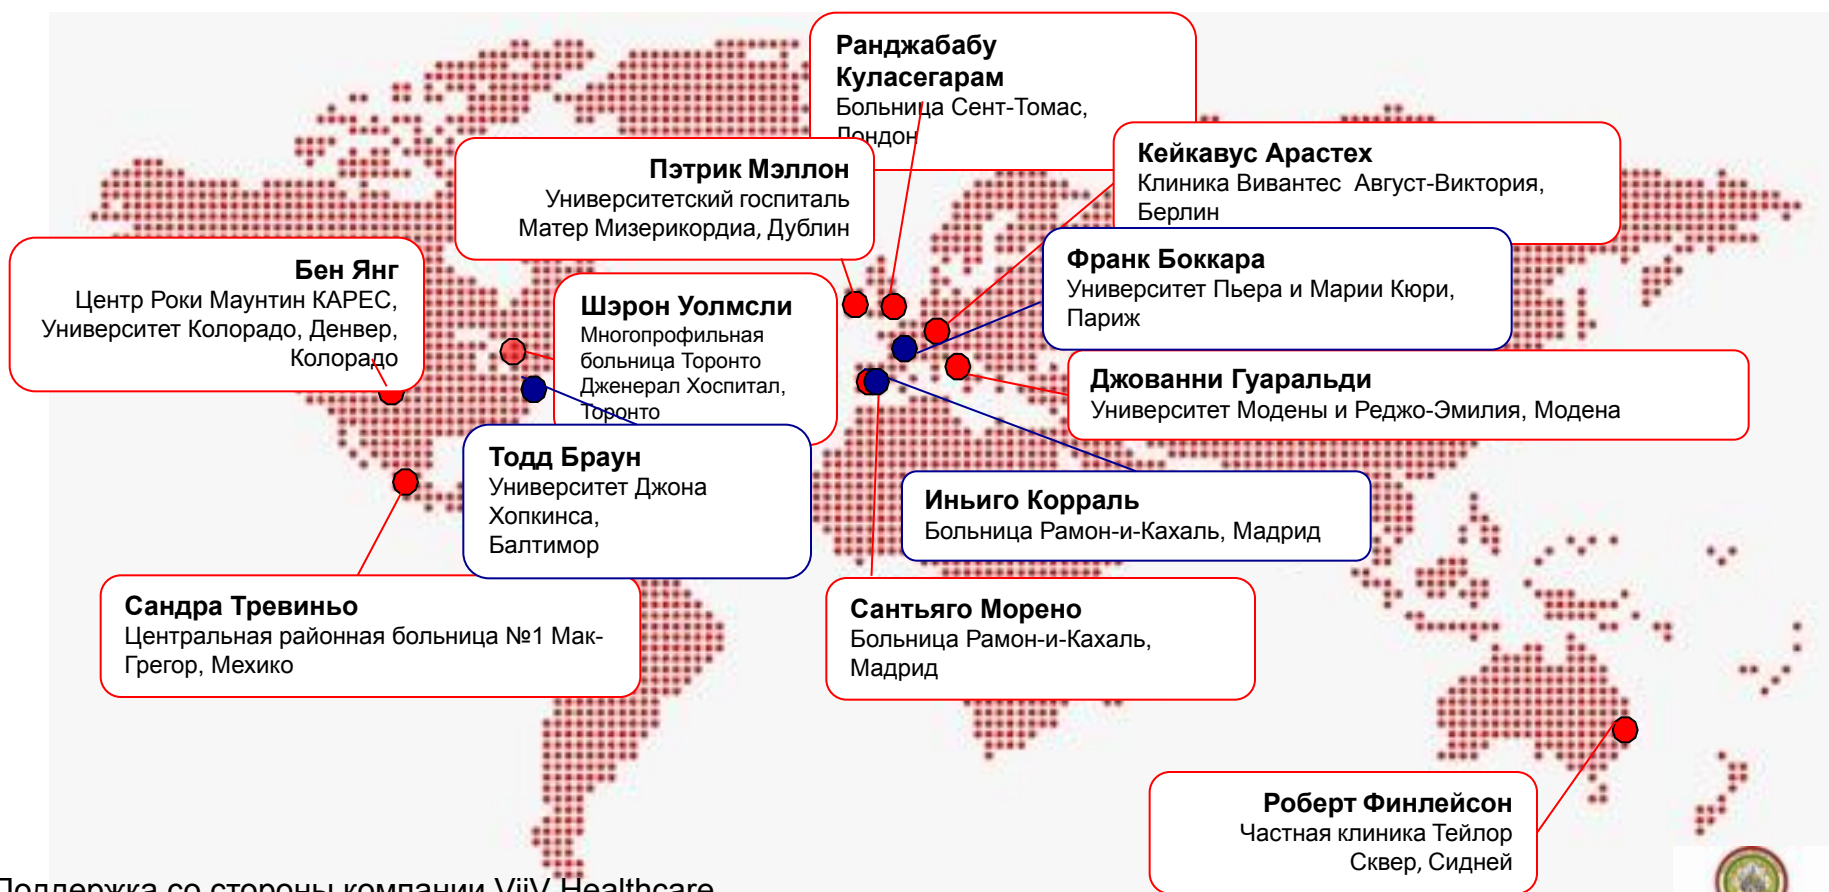 Ранджабабу
Куласегарам
Больница Сент-Томас,
Лондон
Пэтрик Мэллон
Университетский госпиталь
Матер Мизерикордиа, Дублин
Кейкавус Арастех
Клиника Вивантес Август-Виктория,
Берлин
Бен Янг
Центр Роки Маунтин КАРЕС,
Университет Колорадо, Денвер,
Колорадо
Шэрон Уолмсли
Многопрофильная
больница Торонто
Дженерал Хоспитал,
Торонто
Франк Боккара
Университет Пьера и Марии Кюри,
Париж
Джованни Гуаральди
Университет Модены и Реджо-Эмилия, Модена
Тодд Браун
Университет Джона
Хопкинса,
Балтимор
Иньиго Корраль
Больница Рамон-и-Кахаль, Мадрид
Сандра Тревиньо
Центральная районная больница №1 Мак-
Грегор, Мехико
Сантьяго Морено
Больница Рамон-и-Кахаль,
Мадрид
Роберт Финлейсон
Частная клиника Тейлор
Сквер, Сидней
Поддержка со стороны компании ViiV Healthcare